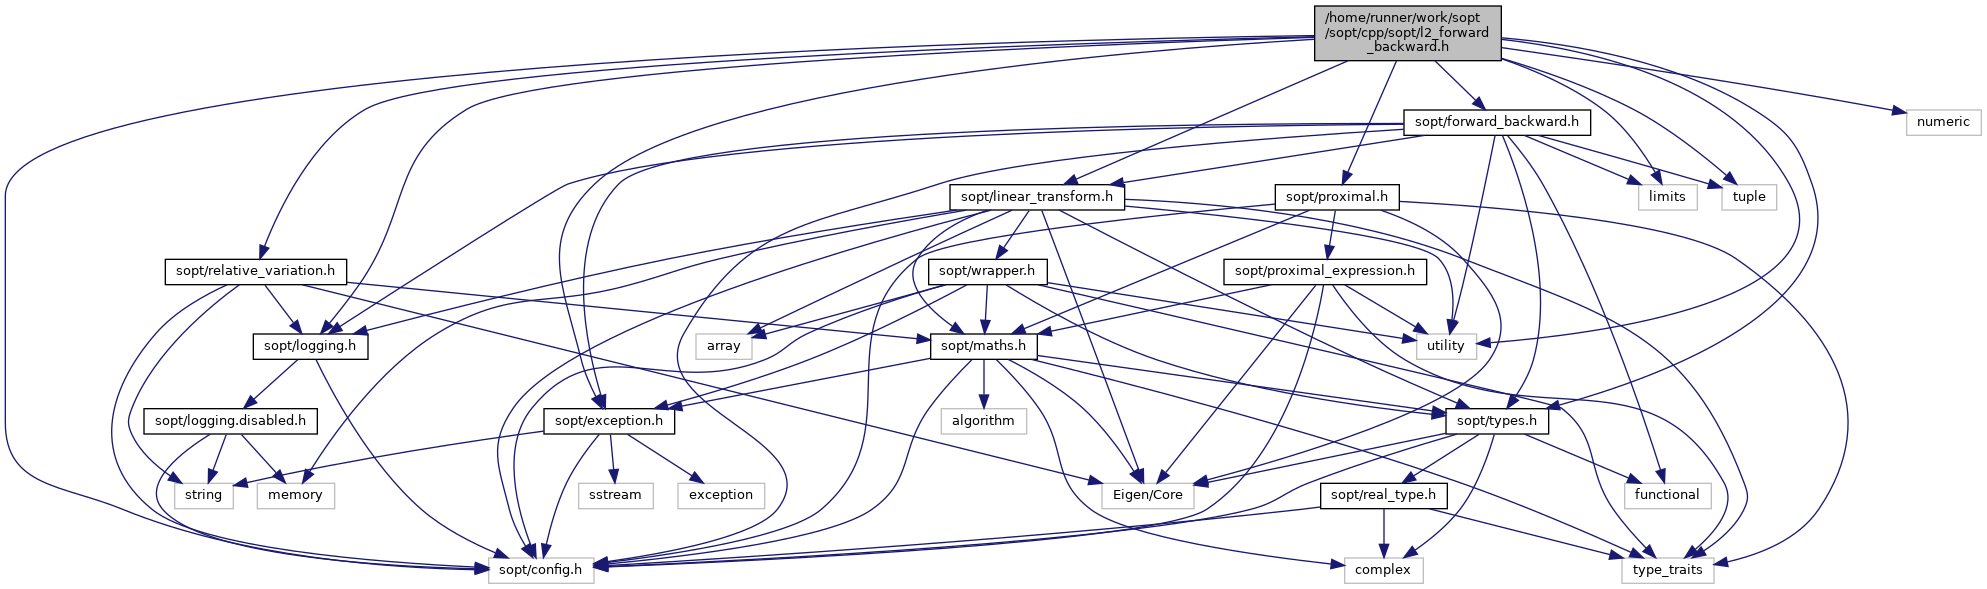 /home/runner/work/sopt
/sopt/cpp/sopt/l2_forward
_backward.h
sopt/forward_backward.h
numeric
sopt/linear_transform.h
sopt/proximal.h
limits
tuple
sopt/relative_variation.h
sopt/wrapper.h
sopt/proximal_expression.h
sopt/logging.h
array
sopt/maths.h
utility
sopt/logging.disabled.h
sopt/exception.h
algorithm
sopt/types.h
string
memory
sstream
exception
Eigen/Core
sopt/real_type.h
functional
sopt/config.h
complex
type_traits